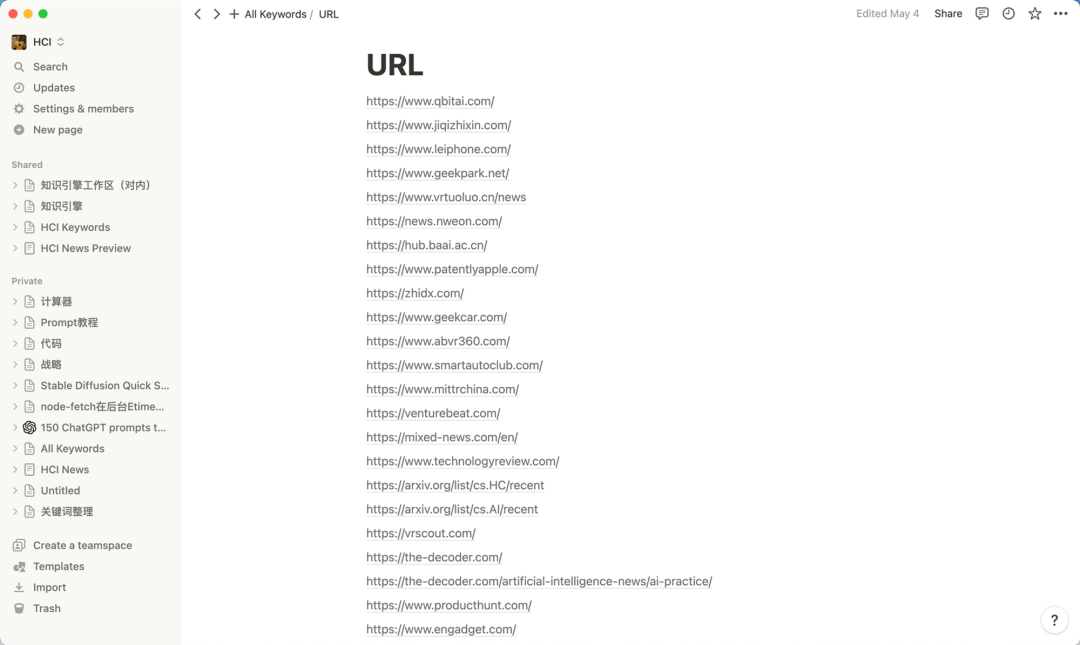 HCI
Search
Updates
Settings & members
New page
Shared
知识引擎工作区（对内）
知识引擎
HCI Keywords
HCI News Preview
Private
计算器
Prompt教程
代码
战略
Stable Diffusion Quick S...
node-fetch在后台Etime...
150 ChatGPT prompts t...
All Keywords
HCI News
Untitled
关键词整理
Create a teamspace
Templates
Import
Trash
All Keywords / URL
Edited May 4 Share
URL
https://www.qbitai.com/
https://www.jiqizhixin.com/
https://www.leiphone.com/
https://www.geekpark.net/
https://www.vrtuoluo.cn/news
https://news.nweon.com/
https://hub.baai.ac.cn/
https://www.patentlyapple.com/
https://zhidx.com/
https://www.geekcar.com/
https://www.abvr360.com/
https://www.smartautoclub.com/
https://www.mittrchina.com/
https://venturebeat.com/
https://mixed-news.com/en/
https://www.technologyreview.com/
https://arxiv.org/list/cs.HC/recent
https://arxiv.org/list/cs.AI/recent
https://vrscout.com/
https://the-decoder.com/
https://the-decoder.com/artificial-intelligence-news/ai-practice/
https://www.producthunt.com/
https://www.engadget.com/
?